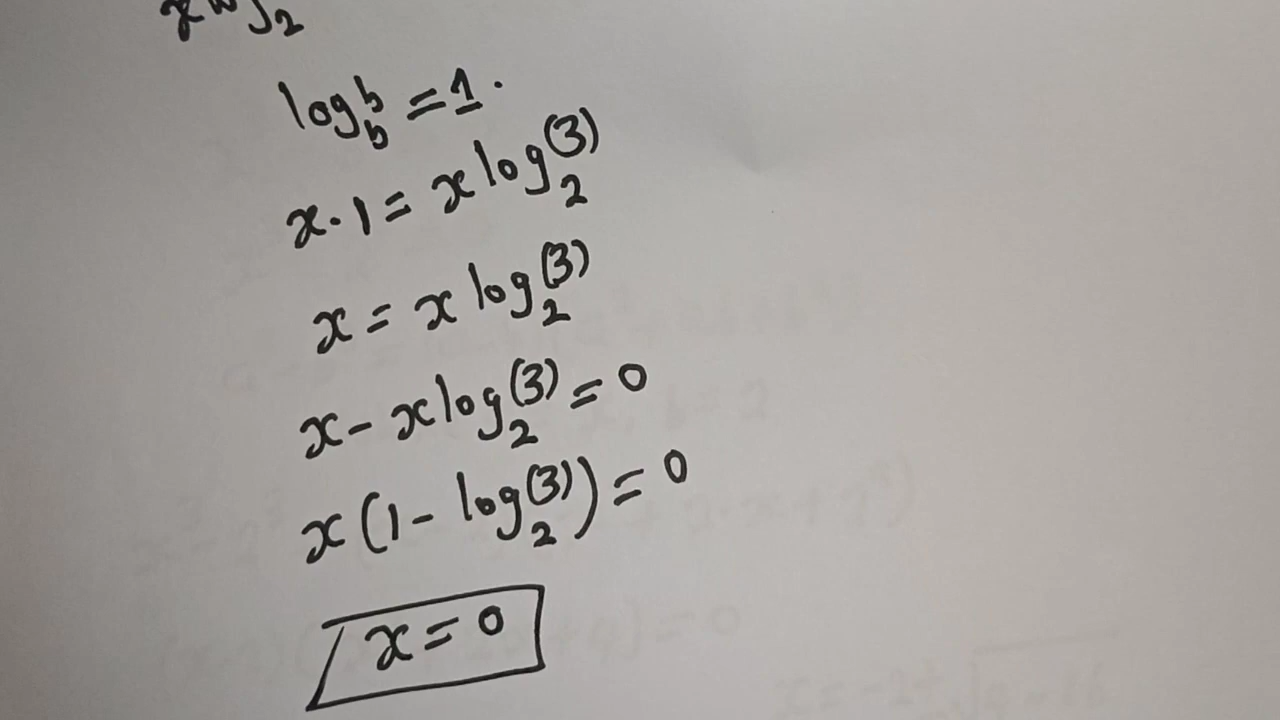 log_b^b = 1.
x·1 = x log_2^(3)
x = x log_2^(3)
x - x log_2^(3) = 0
x(1 - log_2^(3)) = 0
x = 0